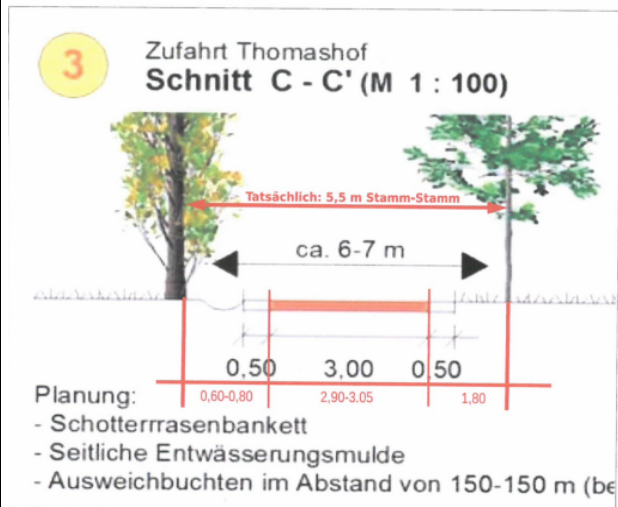 3
Zufahrt Thomashof
Schnitt C - C' (M 1 : 100)
Tatsächlich: 5,5 m Stamm-Stamm
ca. 6-7 m
0,50 3,00 0,50
0,60-0,80 2,90-3.05 1,80
Planung:
- Schotterrrasenbankett
- Seitliche Entwässerungsmulde
- Ausweichbuchten im Abstand von 150-150 m (be